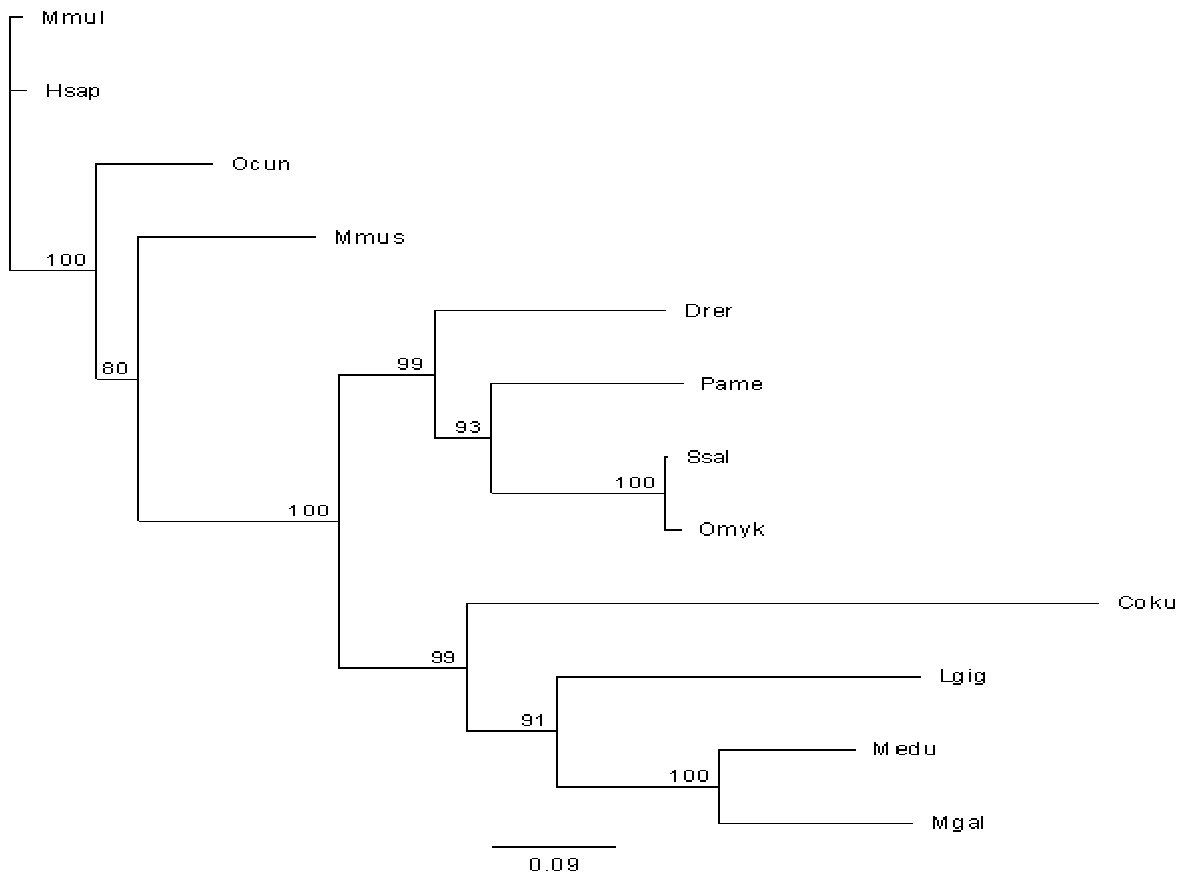 Mmul
Hsap
Ocun
Mmus
100
Drer
99
80
Pame
93
Ssal
100
100
Omyk
Coku
99
Lgig
91
Medu
100
Mgal
0.09